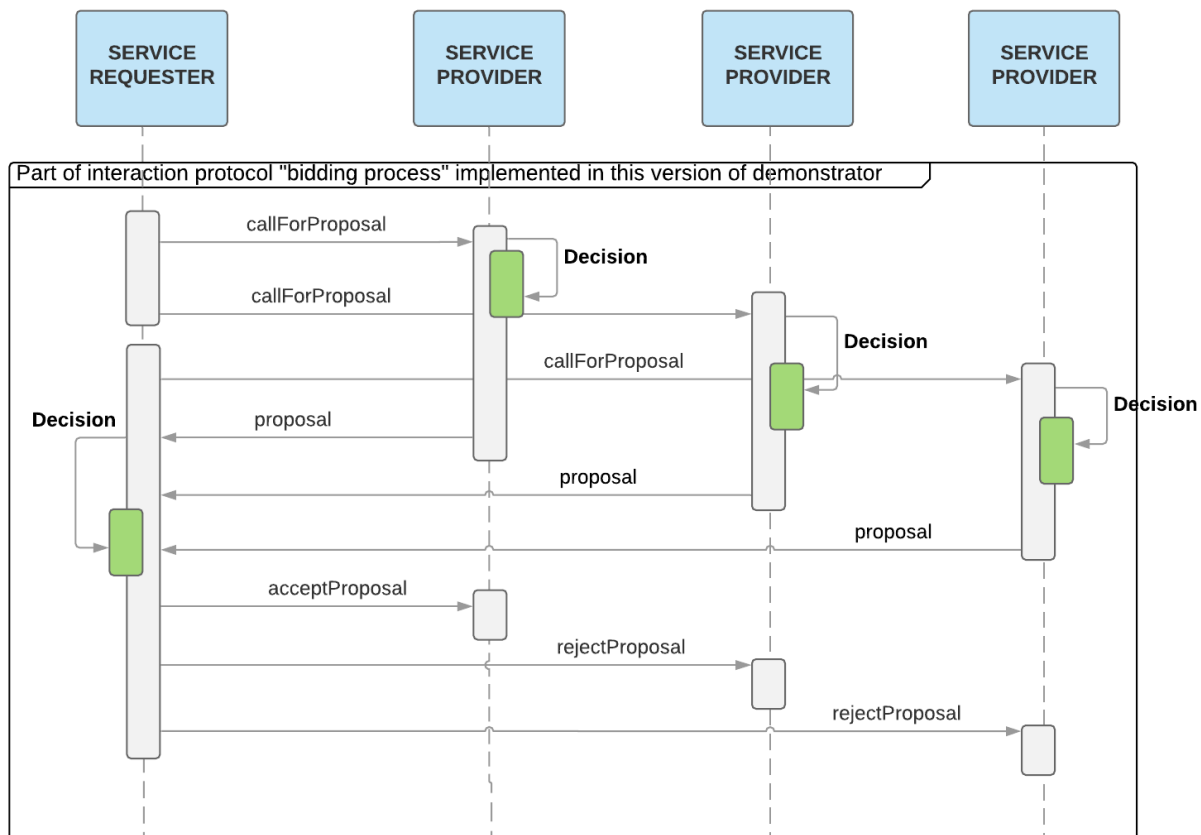 SERVICE
REQUESTER
SERVICE
PROVIDER
SERVICE
PROVIDER
SERVICE
PROVIDER
Part of interaction protocol "bidding process" implemented in this version of demonstrator
callForProposal
Decision
callForProposal
Decision
callForProposal
Decision
Decision
proposal
proposal
proposal
acceptProposal
rejectProposal
rejectProposal